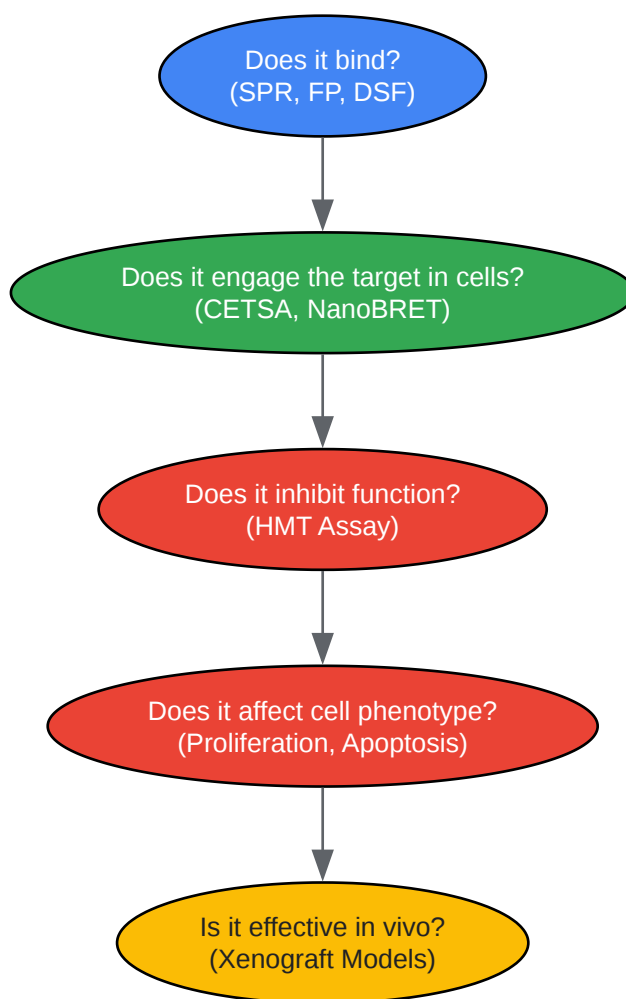 Does it bind?
(SPR, FP, DSF)
Does it engage the target in cells?
(CETSA, NanoBRET)
Does it inhibit function?
(HMT Assay)
Does it affect cell phenotype?
(Proliferation, Apoptosis)
Is it effective in vivo?
(Xenograft Models)